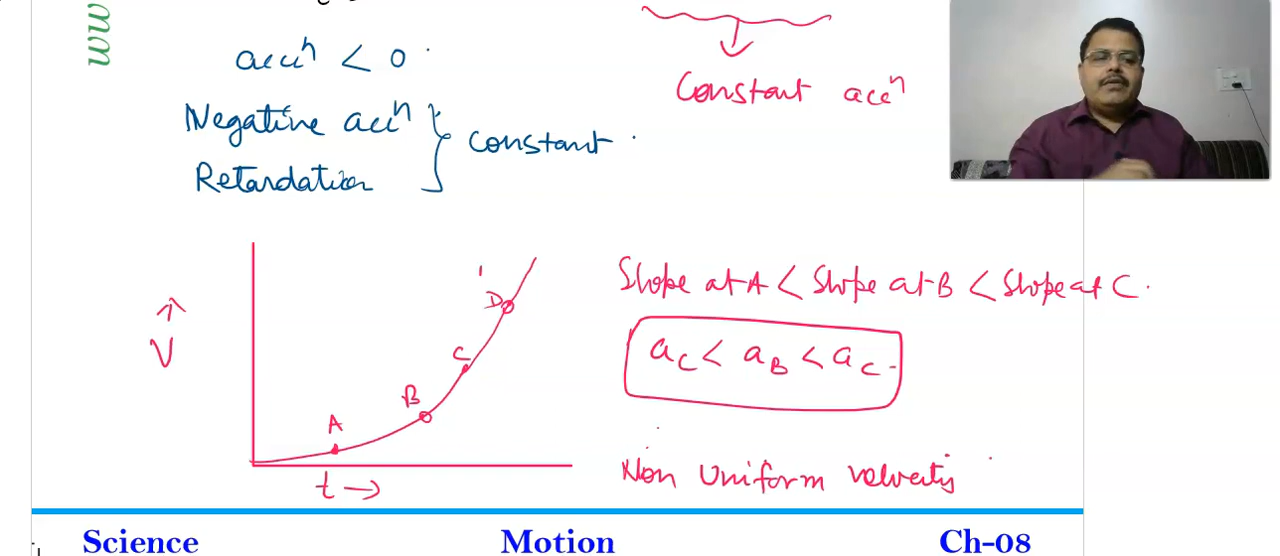 ww
accⁿ < 0
Constant accⁿ
Negative accⁿ } constant
Retardation
Slope at A < Slope at B < Slope at C.
D
V
C
a_C < a_B < a_C.
B
A
t →
Non Uniform velocity
Science Motion Ch-08